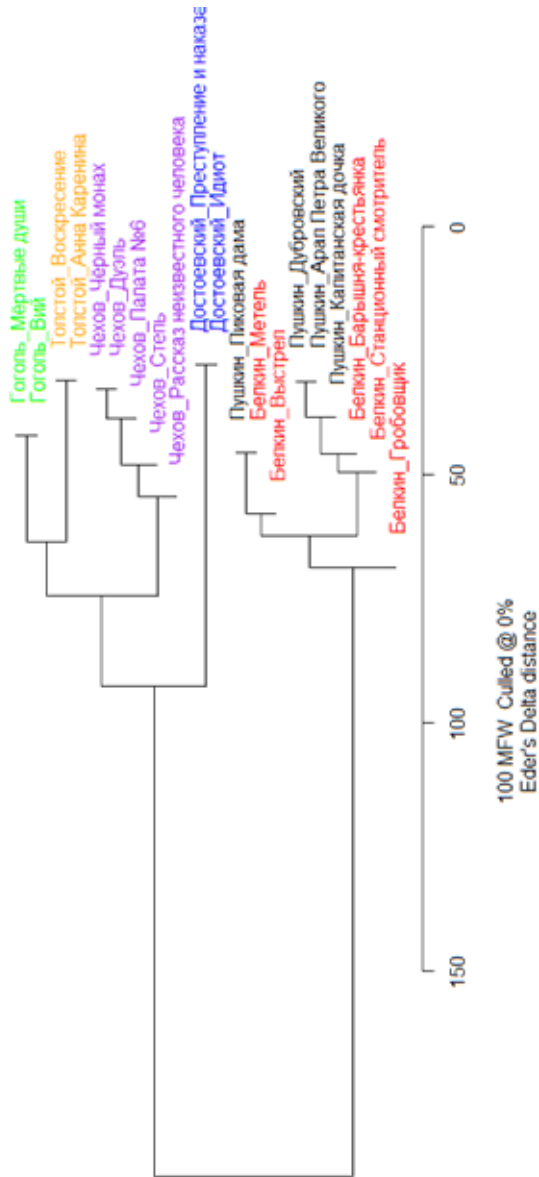 Гоголь_Мёртвые души
Гоголь_Вий
Толстой_Воскресение
Толстой_Анна Каренина
Чехов_Чёрный монах
Чехов_Дуэль
Чехов_Палата №6
Чехов_Степь
Чехов_Рассказ неизвестного человека
Достоевский_Преступление и наказа
Достоевский_Идиот
Пушкин_Пиковая дама
Белкин_Метель
Белкин_Выстрел
Пушкин_Дубровский
Пушкин_Арап Петра Великого
Пушкин_Капитанская дочка
Белкин_Барышня-крестьянка
Белкин_Станционный смотритель
Белкин_Гробовщик
150
100
50
0
100 MFW Culled @ 0%
Eder's Delta distance